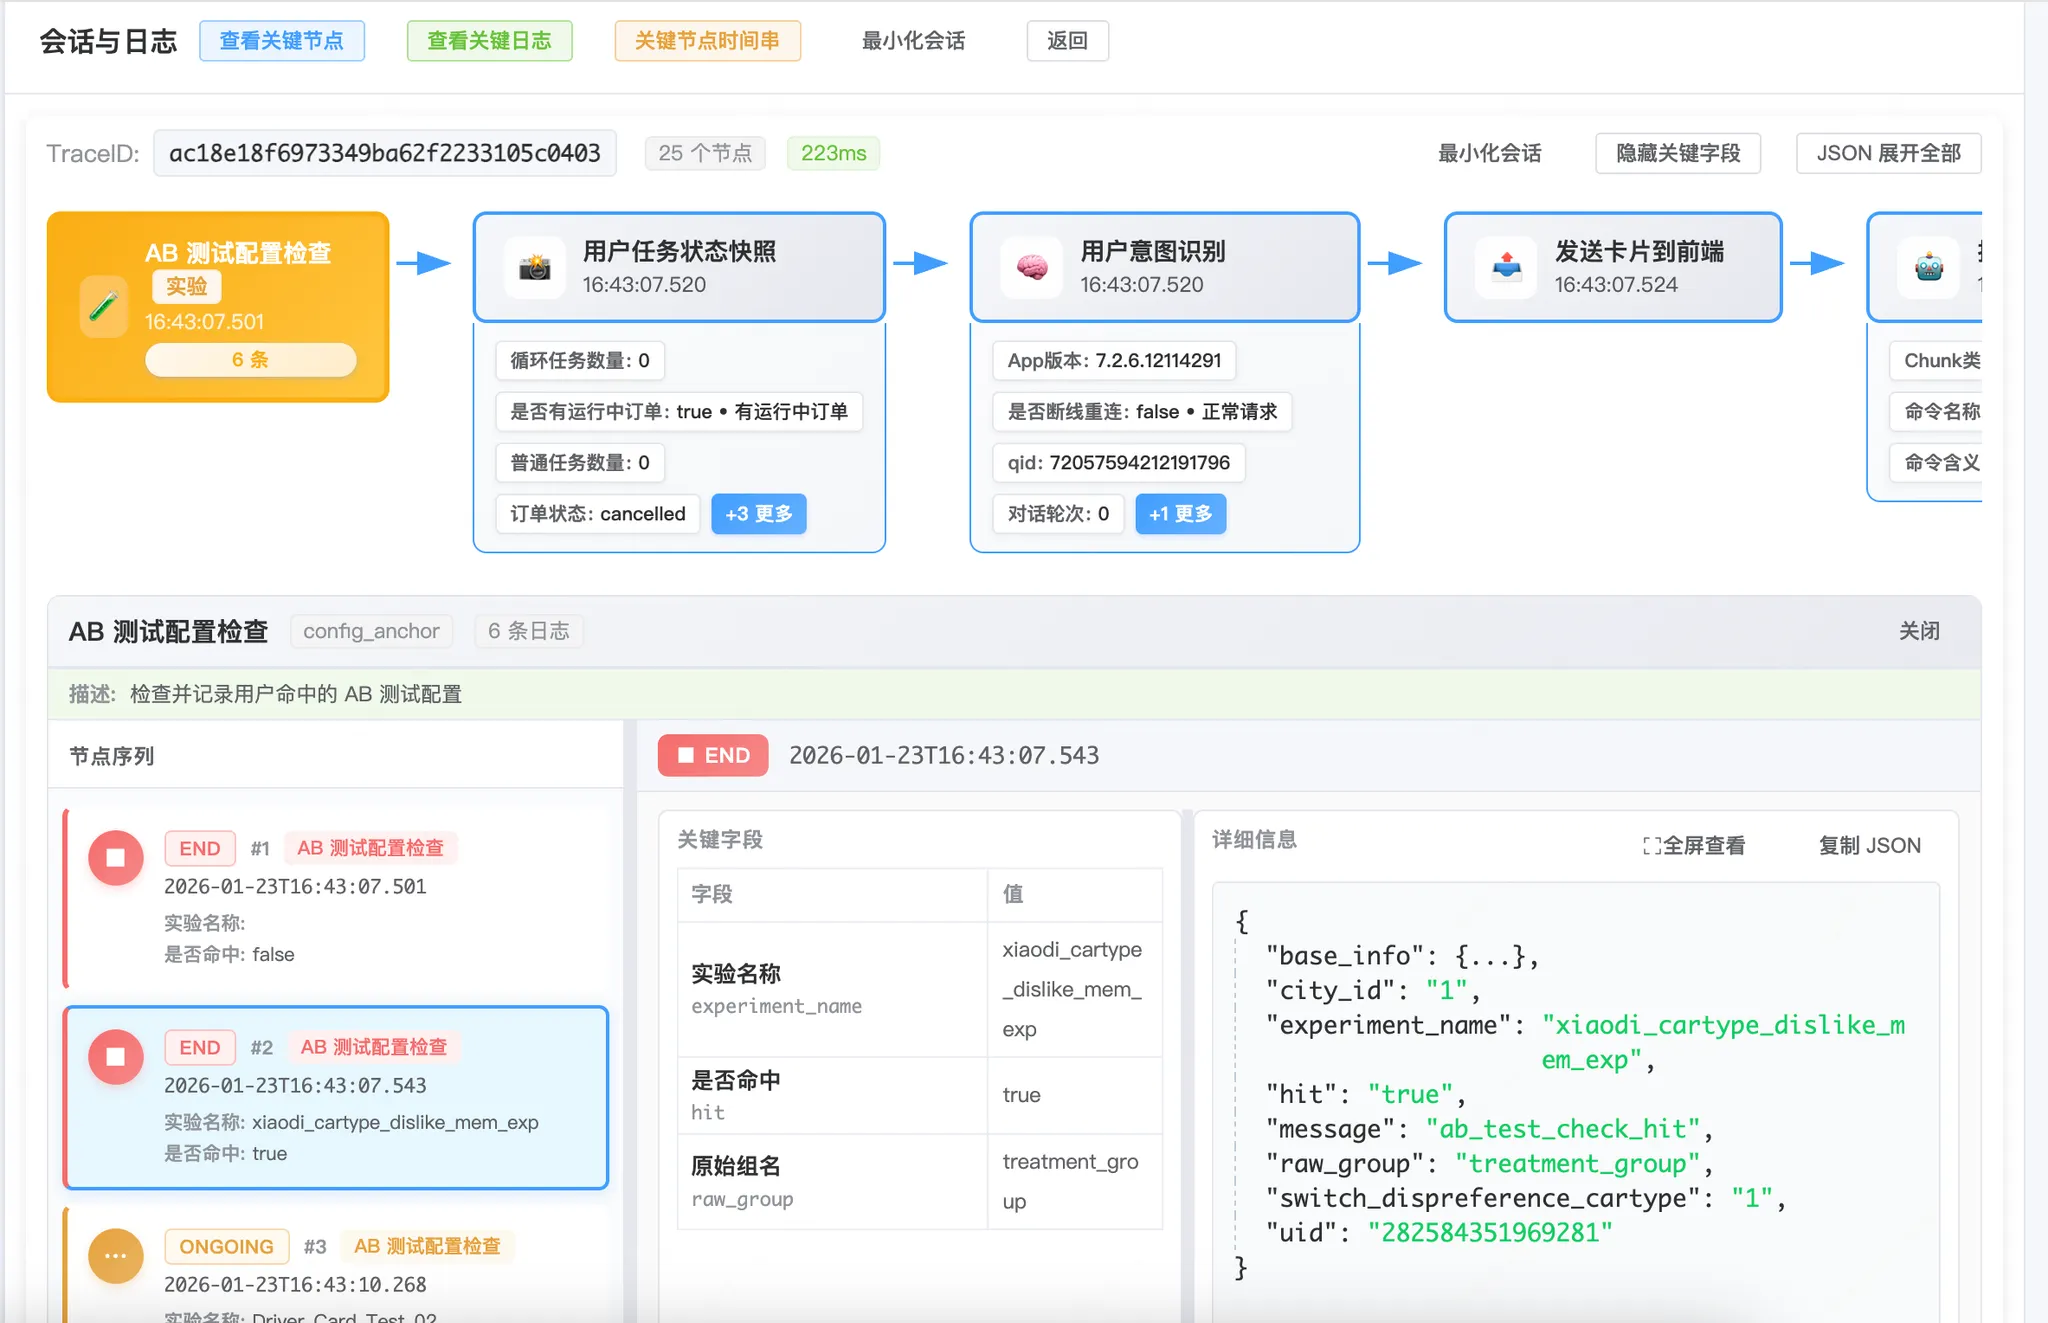 会话与日志
查看关键节点
查看关键日志
关键节点时间串
最小化会话
返回
TraceID:
ac18e18f6973349ba62f2233105c0403
25 个节点
223ms
最小化会话
隐藏关键字段
JSON 展开全部
AB 测试配置检查
实验
16:43:07.501
6 条
用户任务状态快照
16:43:07.520
循环任务数量: 0
是否有运行中订单: true • 有运行中订单
普通任务数量: 0
订单状态: cancelled
+3 更多
用户意图识别
16:43:07.520
App版本: 7.2.6.12114291
是否断线重连: false • 正常请求
qid: 72057594212191796
对话轮次: 0
+1 更多
发送卡片到前端
16:43:07.524
Chunk类
命令名称
命令含义
AB 测试配置检查
config_anchor
6 条日志
关闭
描述: 检查并记录用户命中的 AB 测试配置
节点序列
END #1 AB 测试配置检查
2026-01-23T16:43:07.501
实验名称:
是否命中: false
END #2 AB 测试配置检查
2026-01-23T16:43:07.543
实验名称: xiaodi_cartype_dislike_mem_exp
是否命中: true
ONGOING #3 AB 测试配置检查
2026-01-23T16:43:10.268
实验名称: Driver_Card_Test_02
END 2026-01-23T16:43:07.543
关键字段
字段
值
实验名称
experiment_name
xiaodi_cartype
_dislike_mem_
exp
是否命中
hit
true
原始组名
raw_group
treatment_gro
up
详细信息
全屏查看
复制 JSON
{
"base_info": {...},
"city_id": "1",
"experiment_name": "xiaodi_cartype_dislike_m
em_exp",
"hit": "true",
"message": "ab_test_check_hit",
"raw_group": "treatment_group",
"switch_dispreference_cartype": "1",
"uid": "282584351969281"
}